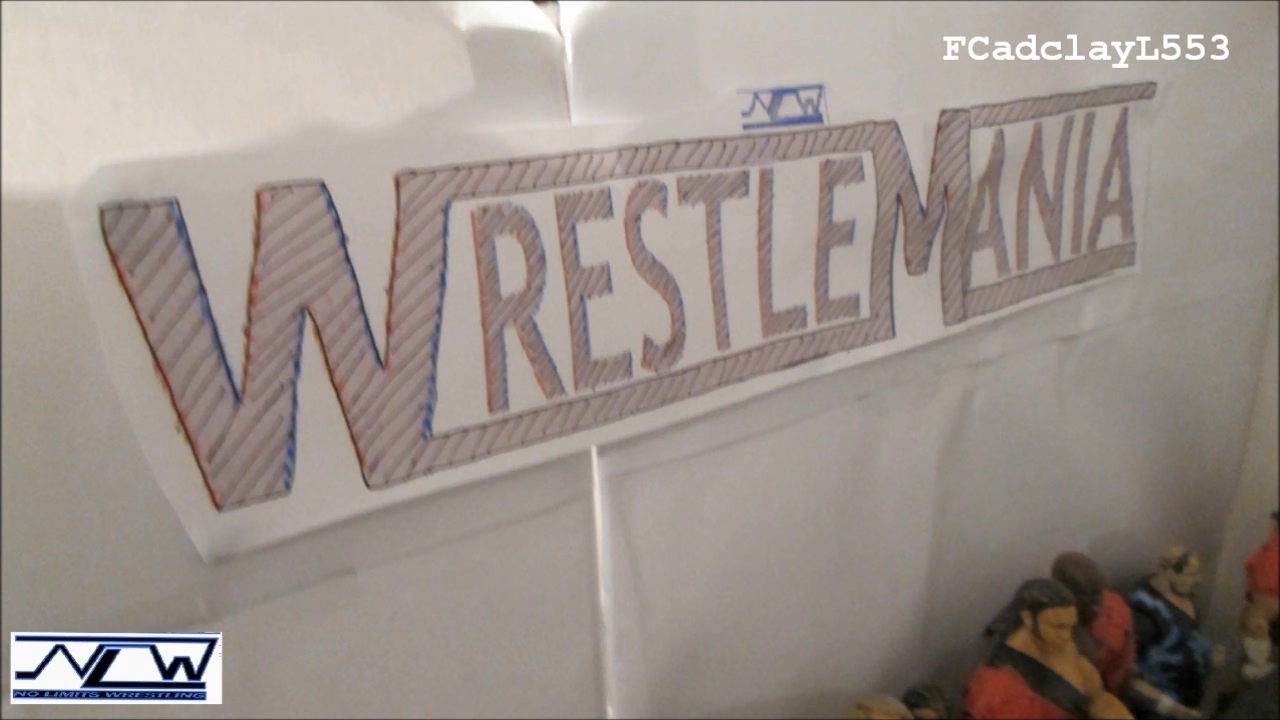 FCadclayL553
NLW
WRESTLEMANIA
NLW
NO LIMITS WRESTLING